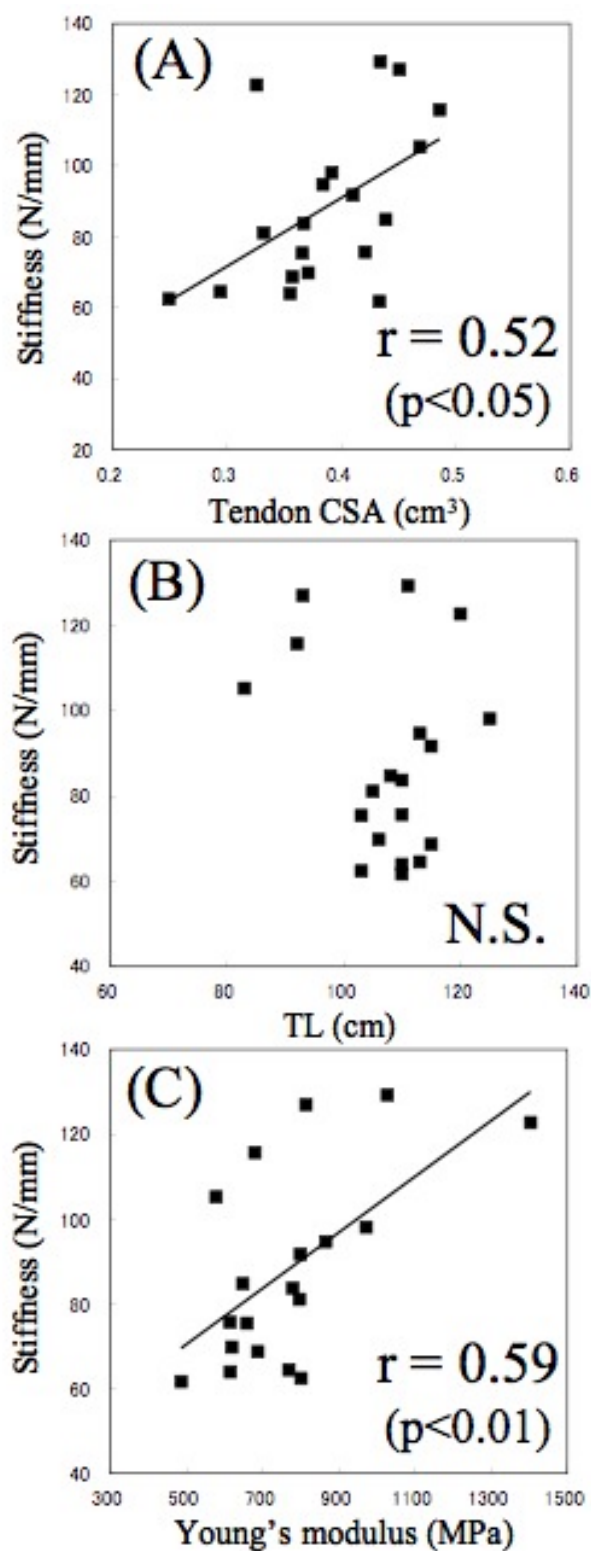 (A)
140
120
100
80
60
40
20
Stiffness (N/mm)
r = 0.52
(p<0.05)
0.2 0.3 0.4 0.5 0.6
Tendon CSA (cm³)
(B)
140
120
100
80
60
40
Stiffness (N/mm)
N.S.
60 80 100 120 140
TL (cm)
(C)
140
120
100
80
60
40
Stiffness (N/mm)
r = 0.59
(p<0.01)
300 500 700 900 1100 1300 1500
Young's modulus (MPa)